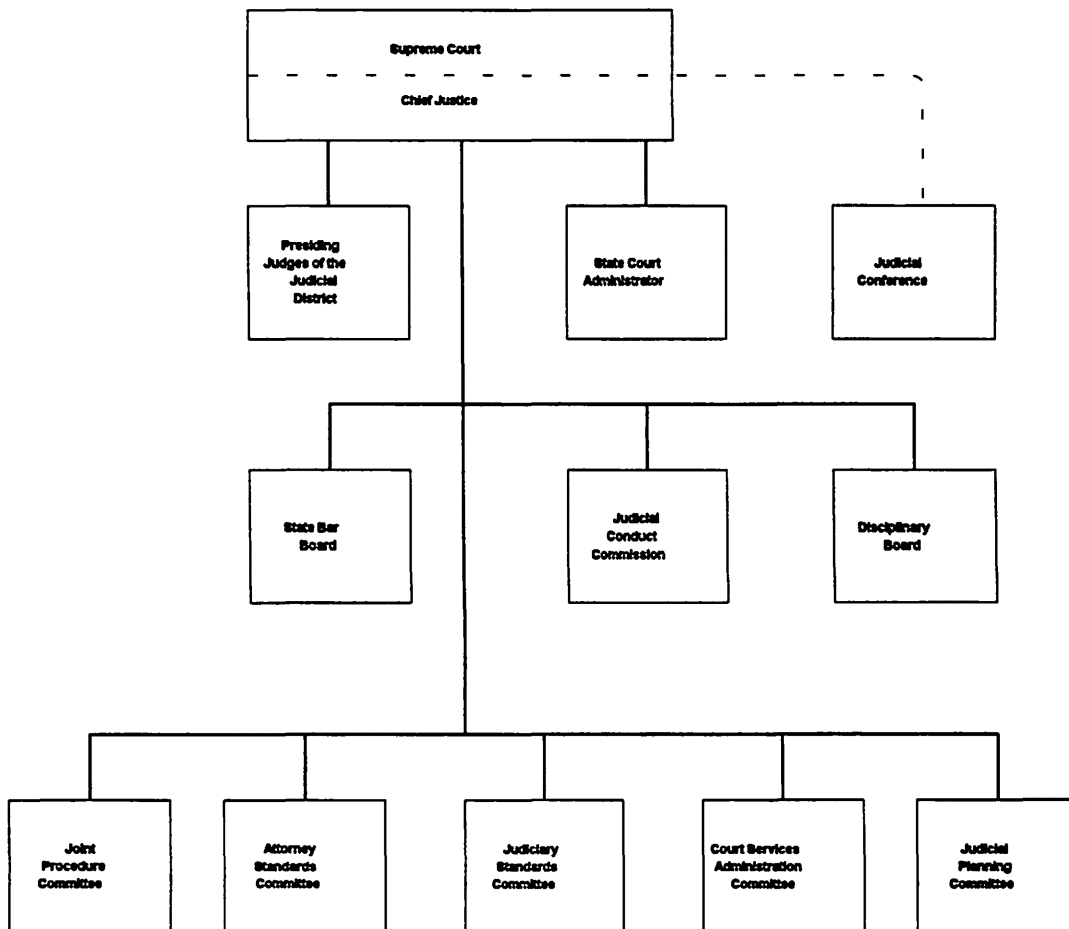 Supreme Court
Chief Justice
Presiding
Judges of the
Judicial
District
State Court
Administrator
Judicial
Conference
State Bar
Board
Judicial
Conduct
Commission
Disciplinary
Board
Joint
Procedure
Committee
Attorney
Standards
Committee
Judiciary
Standards
Committee
Court Services
Administration
Committee
Judicial
Planning
Committee